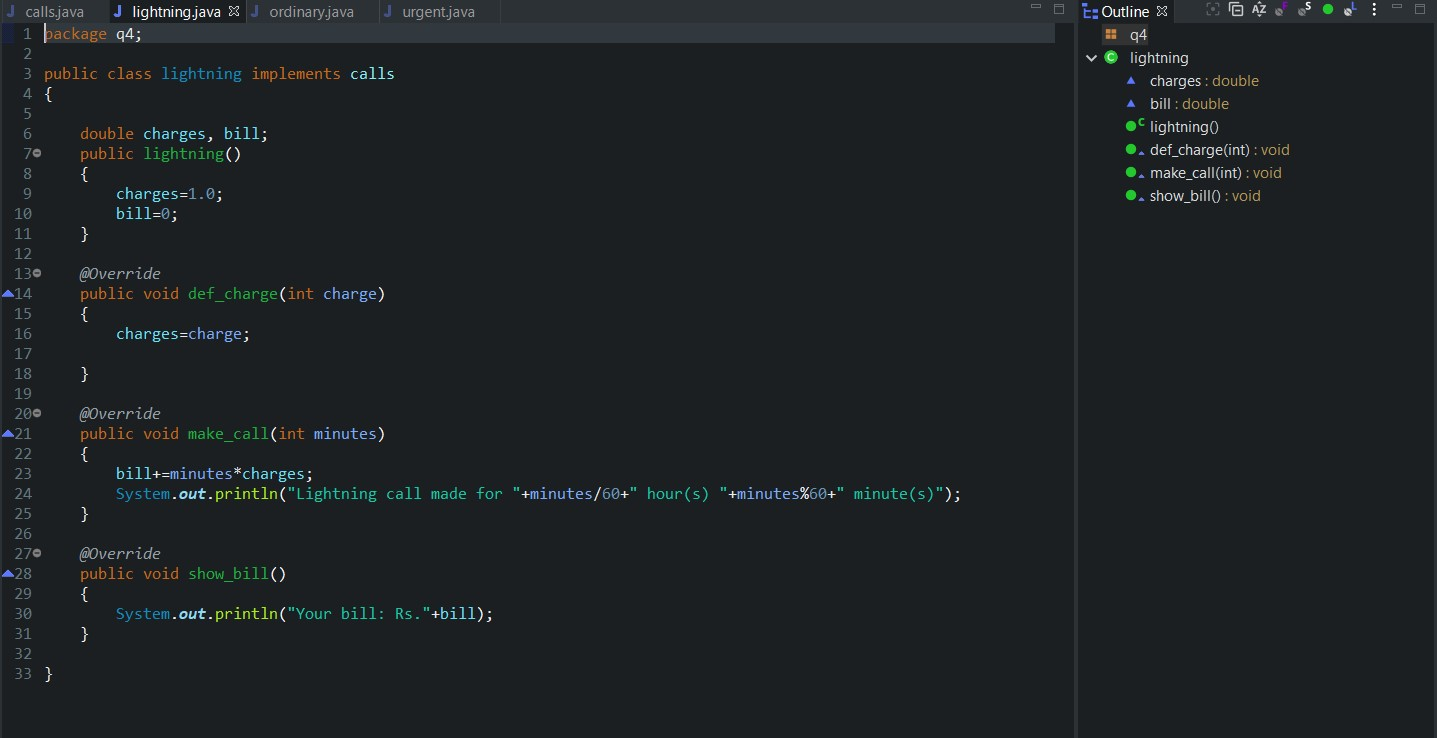 calls.java lightning.java ordinary.java urgent.java
1 package q4;
2
3 public class lightning implements calls
4 {
5
6 double charges, bill;
7 public lightning()
8 {
9 charges=1.0;
10 bill=0;
11 }
12
13 @Override
14 public void def_charge(int charge)
15 {
16 charges=charge;
17
18 }
19
20 @Override
21 public void make_call(int minutes)
22 {
23 bill+=minutes*charges;
24 System.out.println("Lightning call made for "+minutes/60+" hour(s) "+minutes%60+" minute(s)");
25 }
26
27 @Override
28 public void show_bill()
29 {
30 System.out.println("Your bill: Rs."+bill);
31 }
32
33 }
Outline
q4
lightning
charges : double
bill : double
lightning()
def_charge(int) : void
make_call(int) : void
show_bill() : void